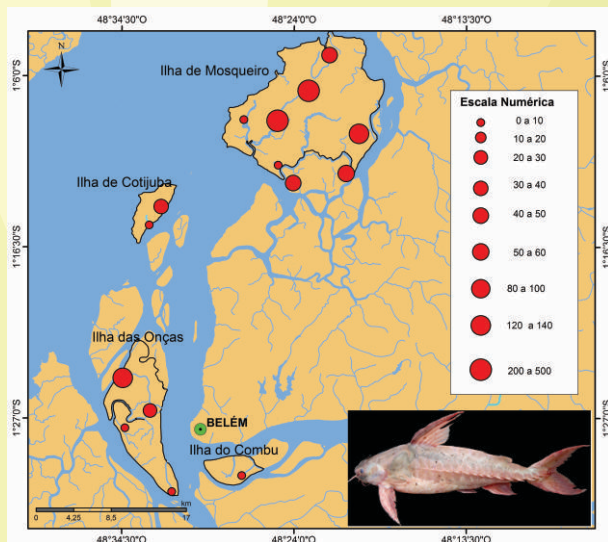 48°34'30"O 48°24'0"O 48°13'30"O
N
1°6'0"S 1°6'0"S
Ilha de Mosqueiro
Escala Numérica
0 a 10
10 a 20
20 a 30
30 a 40
40 a 50
50 a 60
80 a 100
120 a 140
200 a 500
Ilha de Cotijuba
1°16'30"S 1°16'30"S
Ilha das Onças
1°27'0"S 1°27'0"S
BELÉM
Ilha do Combu
km
0 4,25 8,5 17
48°34'30"O 48°24'0"O 48°13'30"O